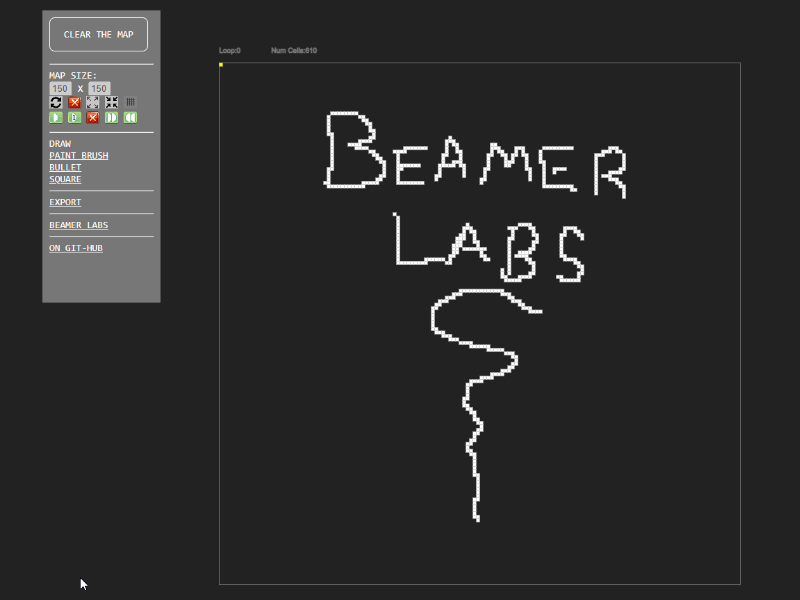 CLEAR THE MAP
MAP SIZE:
150 X 150
DRAW
PAINT BRUSH
BULLET
SQUARE
EXPORT
BEAMER LABS
ON GIT-HUB
Loop:0 Num Cells:610
BEAMER
LABS